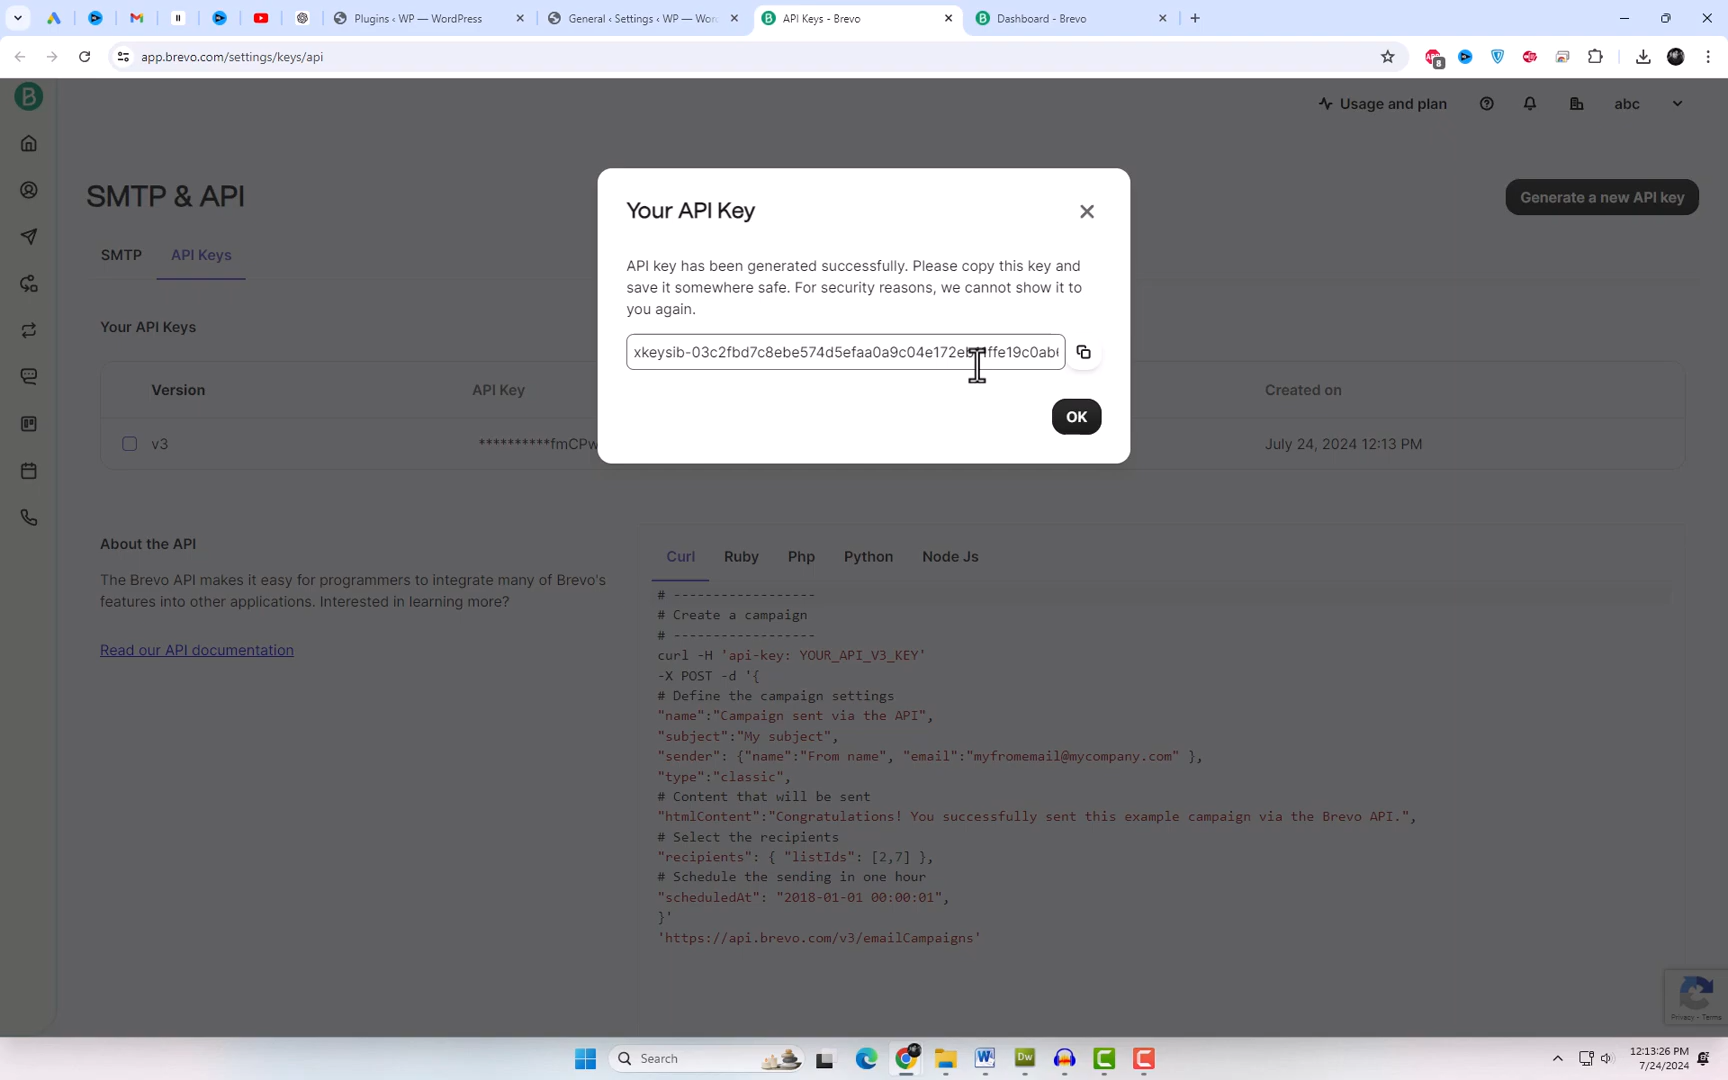 Plugins ‹ WP — WordPress
General ‹ Settings ‹ WP — Wor
API Keys - Brevo
Dashboard - Brevo
app.brevo.com/settings/keys/api
8
B
Usage and plan
abc
SMTP & API
Generate a new API key
SMTP
API Keys
Your API Keys
Version
API Key
Created on
v3
**********fmCPw
July 24, 2024 12:13 PM
Your API Key
API key has been generated successfully. Please copy this key and
save it somewhere safe. For security reasons, we cannot show it to
you again.
OK
About the API
The Brevo API makes it easy for programmers to integrate many of Brevo's
features into other applications. Interested in learning more?
Read our API documentation
Curl
Ruby
Php
Python
Node Js
# ------------------
# Create a campaign
# ------------------
curl -H 'api-key: YOUR_API_V3_KEY'
-X POST -d '{
# Define the campaign settings
"name":"Campaign sent via the API",
"subject":"My subject",
"sender": {"name":"From name", "email":"myfromemail@mycompany.com" },
"type":"classic",
# Content that will be sent
"htmlContent":"Congratulations! You successfully sent this example campaign via the Brevo API.",
# Select the recipients
"recipients": { "listIds": [2,7] },
# Schedule the sending in one hour
"scheduledAt": "2018-01-01 00:00:01",
}'
'https://api.brevo.com/v3/emailCampaigns'
Privacy - Terms
Search
Dw
12:13:26 PM
7/24/2024